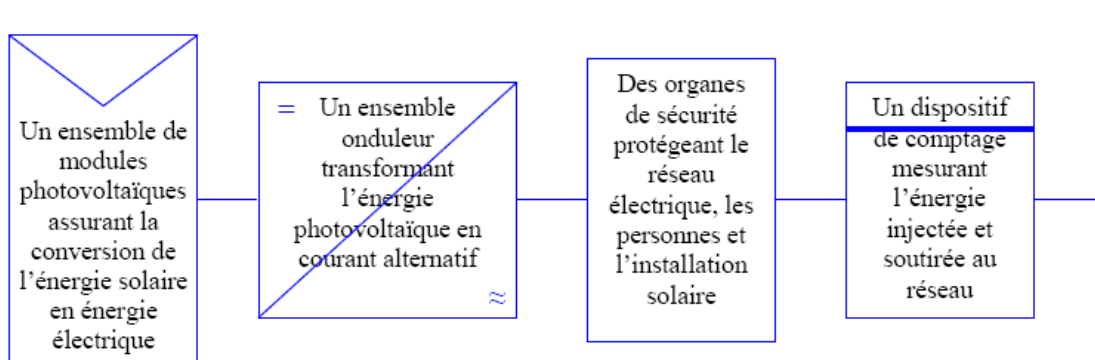 Un ensemble de
modules
photovoltaïques
assurant la
conversion de
l’énergie solaire
en énergie
électrique
= Un ensemble
onduleur
transformant
l’énergie
photovoltaïque en
courant alternatif
≈
Des organes
de sécurité
protégeant le
réseau
électrique, les
personnes et
l’installation
solaire
Un dispositif
de comptage
mesurant
l’énergie
injectée et
soutirée au
réseau